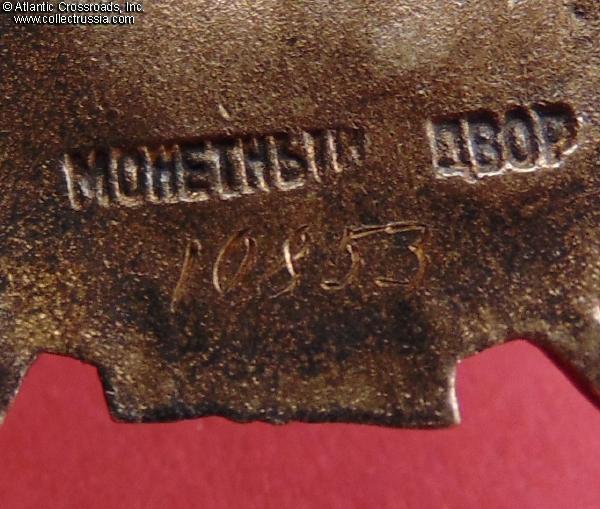 © Atlantic Crossroads, Inc.
www.collectrussia.com
МОНЕТНЫЙ ДВОР
10853